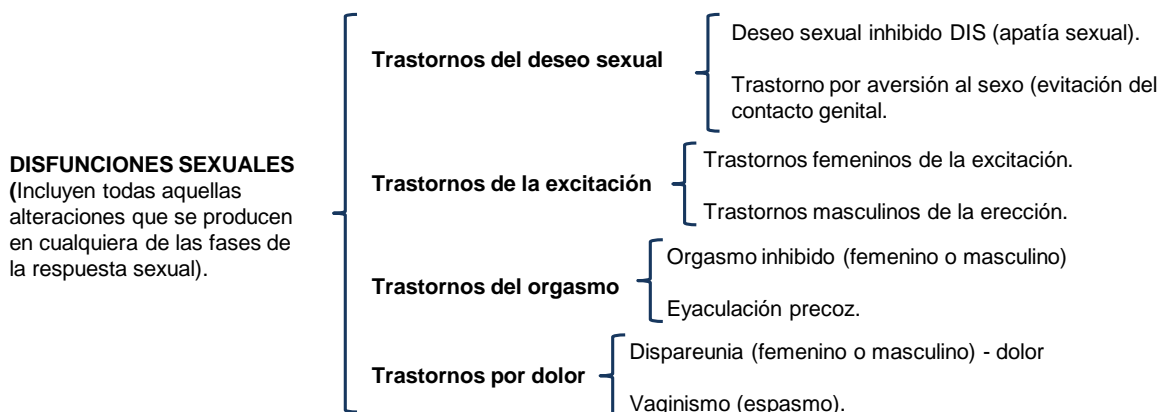 DISFUNCIONES SEXUALES
(Incluyen todas aquellas
alteraciones que se producen
en cualquiera de las fases de
la respuesta sexual).
Trastornos del deseo sexual
Deseo sexual inhibido DIS (apatía sexual).
Trastorno por aversión al sexo (evitación del
contacto genital.
Trastornos de la excitación
Trastornos femeninos de la excitación.
Trastornos masculinos de la erección.
Trastornos del orgasmo
Orgasmo inhibido (femenino o masculino)
Eyaculación precoz.
Trastornos por dolor
Dispareunia (femenino o masculino) - dolor
Vaginismo (espasmo).